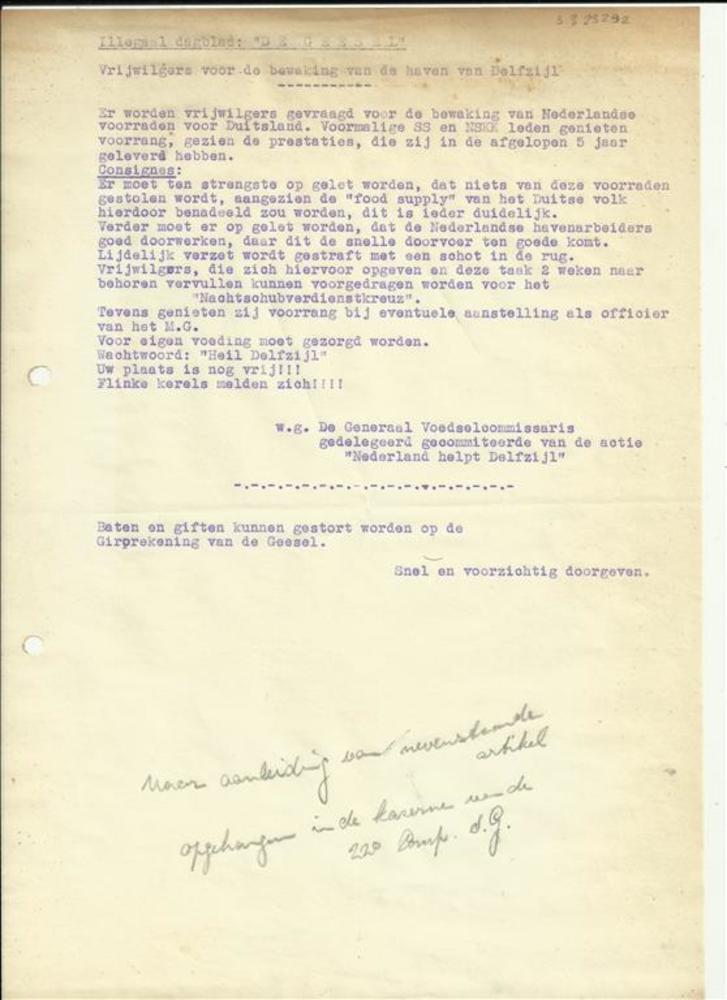 Illegaal dagblad: "D E G E E S E L"
Vrijwilgers voor de bewaking van de haven van Delfzijl
-----------
Er worden vrijwilgers gevraagd voor de bewaking van Nederlandse
voorraden voor Duitsland. Voormalige SS en NSKK leden genieten
voorrang, gezien de prestaties, die zij in de afgelopen 5 jaar
geleverd hebben.
Consignes:
Er moet ten strengste op gelet worden, dat niets van deze voorraden
gestolen wordt, aangezien de "food supply" van het Duitse volk
hierdoor benadeeld zou worden, dit is ieder duidelijk.
Verder moet er op gelet worden, dat de Nederlandse havenarbeiders
goed doorwerken, daar dit de snelle doorvoer ten goede komt.
Lijdelijk verzet wordt gestraft met een schot in de rug.
Vrijwilgers, die zich hiervoor opgeven en deze taak 2 weken naar
behoren vervullen kunnen voorgedragen worden voor het
"Nachtschubverdienstkreuz".
Tevens genieten zij voorrang bij eventuele aanstelling als officier
van het M.G.
Voor eigen voeding moet gezorgd worden.
Wachtwoord: "Heil Delfzijl"
Uw plaats is nog vrij!!!
Flinke kerels melden zich!!!!
w.g. De Generaal Voedselcommissaris
gedelegeerd gecommiteerde van de actie
"Nederland helpt Delfzijl"
-.-.-.-.-.-.-.-.-.-.-.-.-.-.-.-
Baten en giften kunnen gestort worden op de
Girorekening van de Geesel.
Snel en voorzichtig doorgeven.
Naar aanleiding van nevenstaande
artikel
opgehangen in de kaserne van de
22e Comp. d.G.